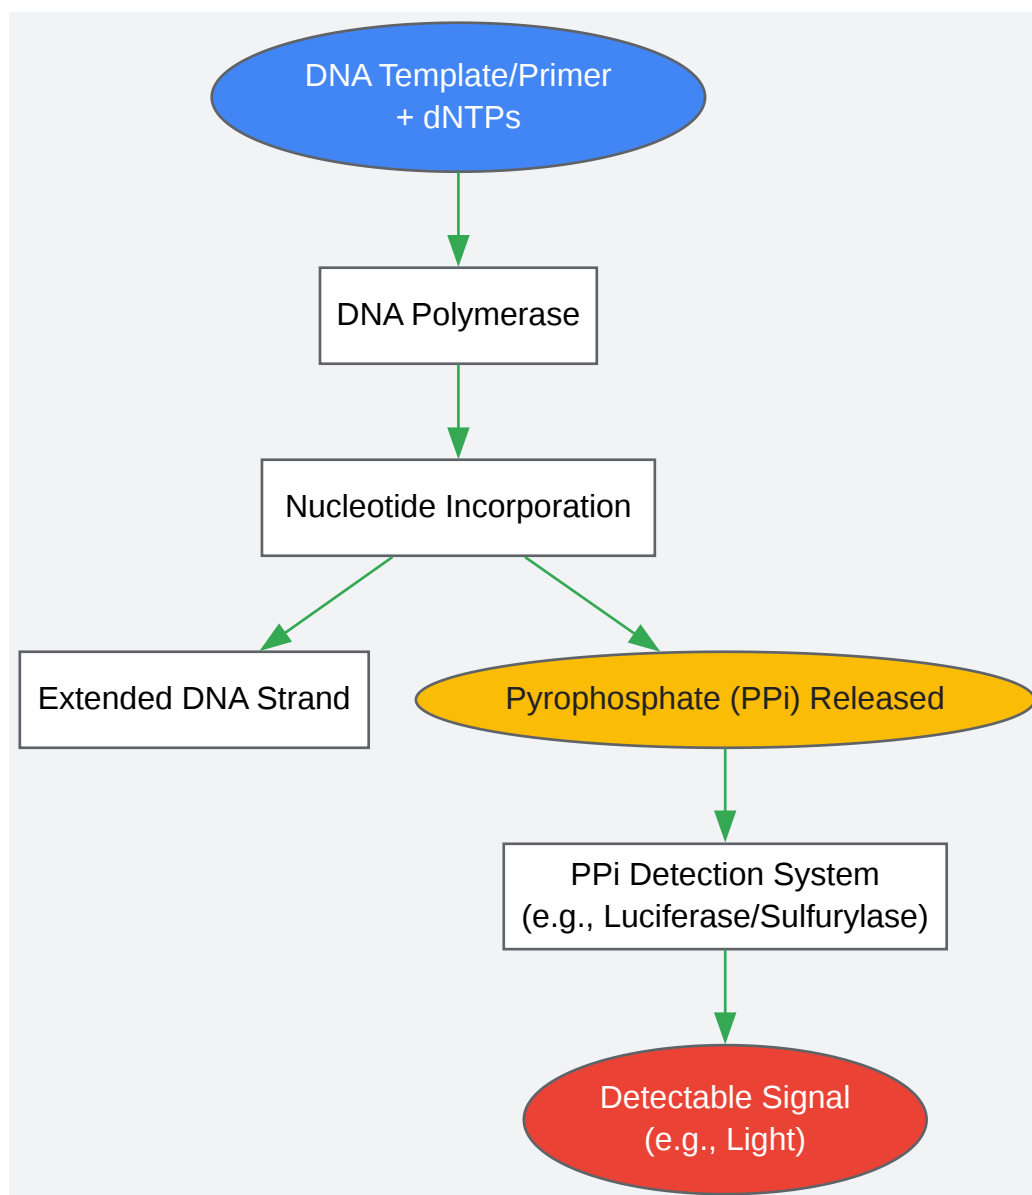 DNA Template/Primer
+ dNTPs
DNA Polymerase
Nucleotide Incorporation
Extended DNA Strand
Pyrophosphate (PPi) Released
PPi Detection System
(e.g., Luciferase/Sulfurylase)
Detectable Signal
(e.g., Light)